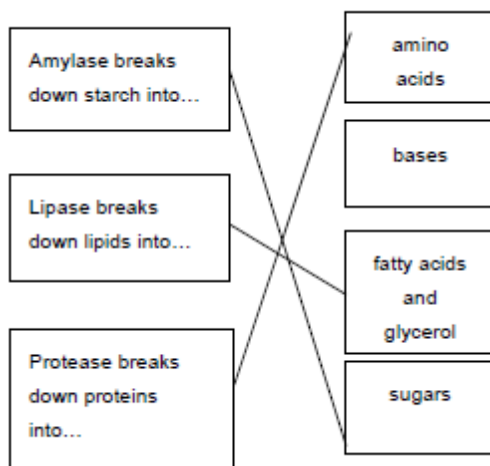 Amylase breaks
down starch into…
Lipase breaks
down lipids into…
Protease breaks
down proteins
into…
amino
acids
bases
fatty acids
and
glycerol
sugars